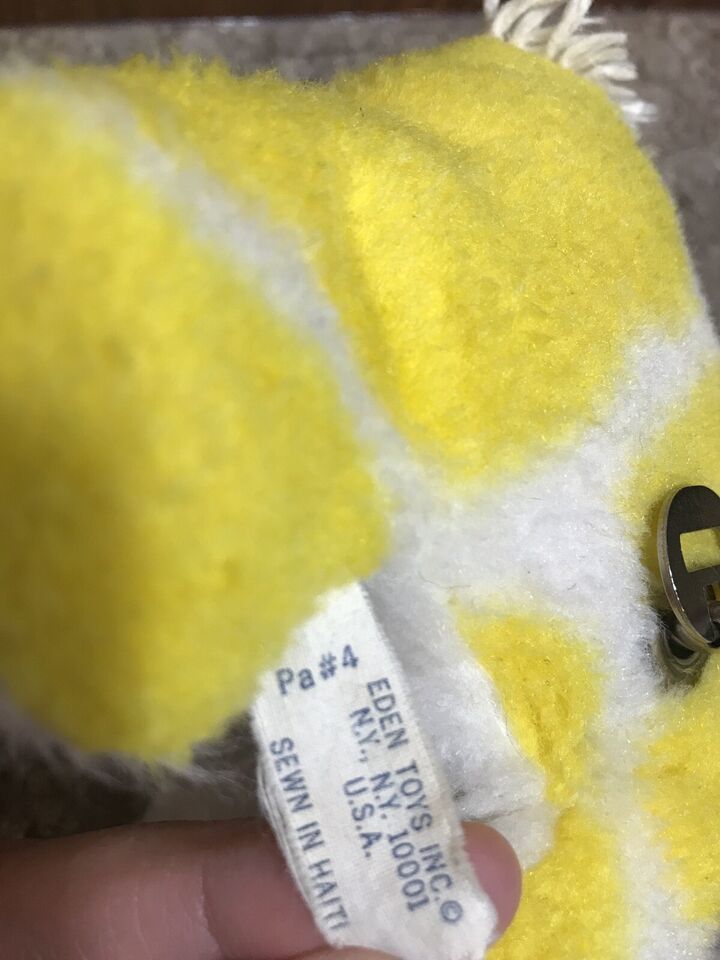 Pa#4
EDEN TOYS INC.©
N.Y., N.Y. 10001
U.S.A.
SEWN IN HAITI